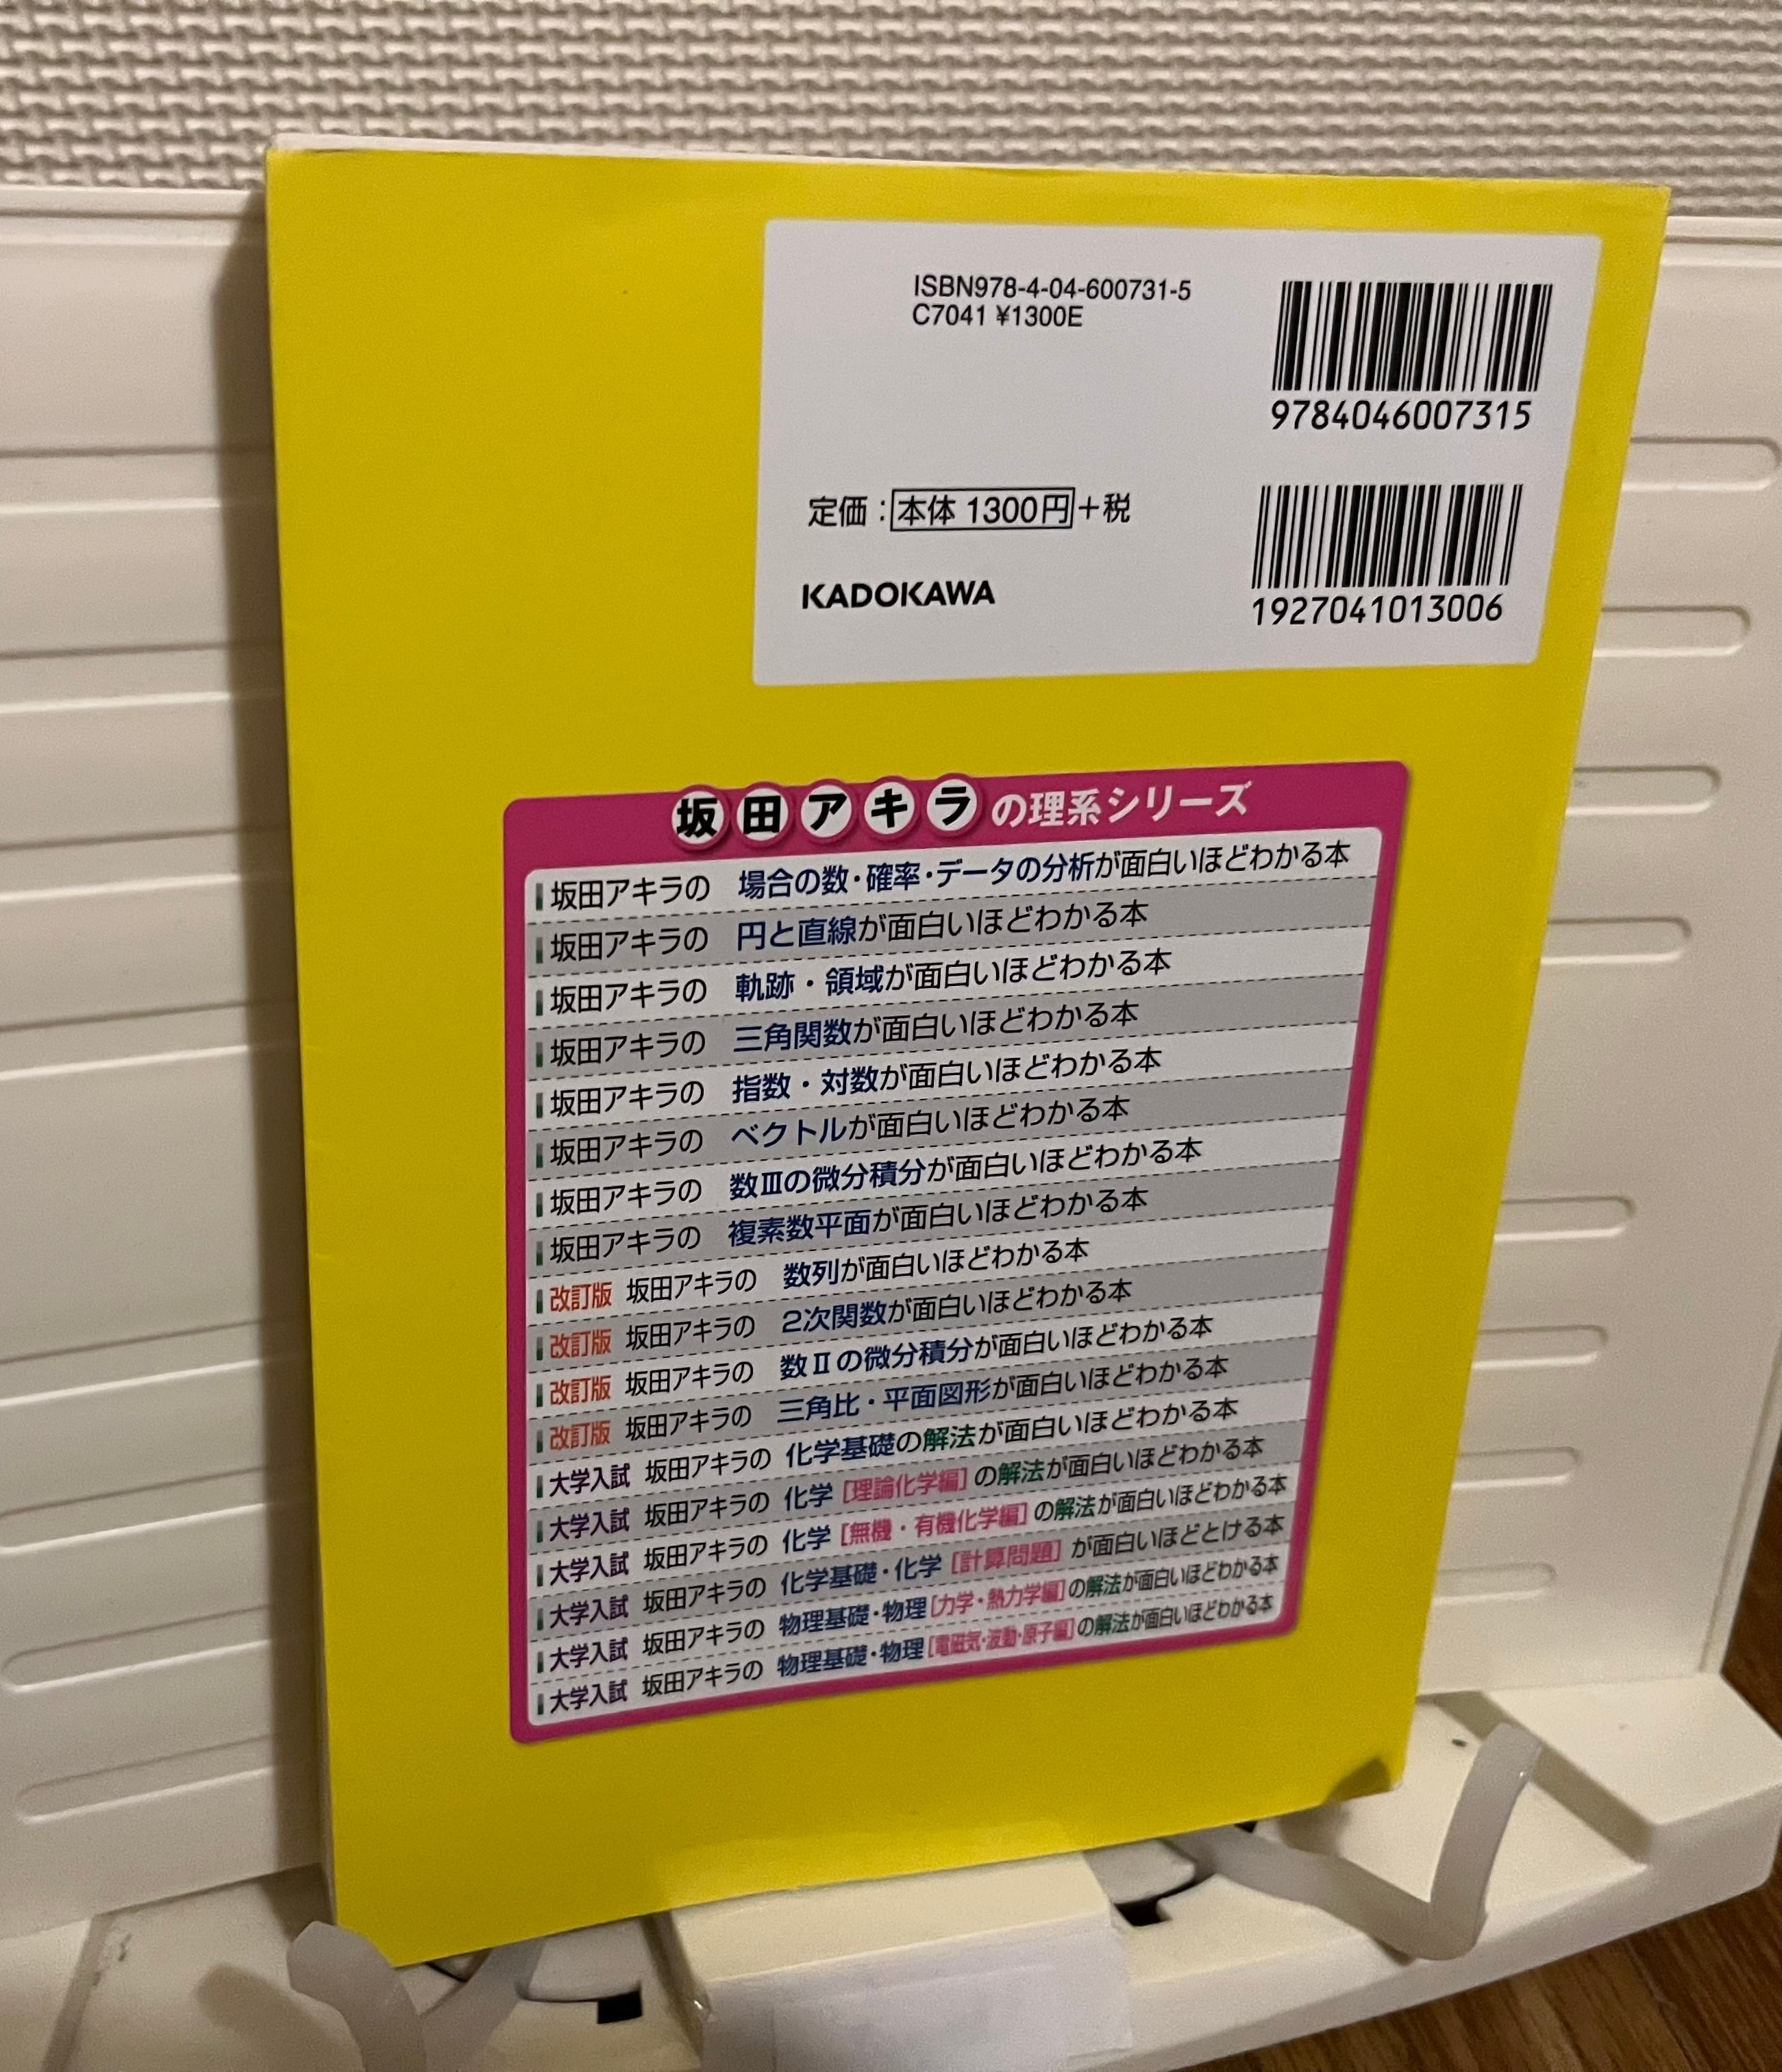 ISBN978-4-04-600731-5
C7041 ¥1300E
9784046007315
定価：本体 1300円＋税
KADOKAWA
1927041013006
坂田アキラの理系シリーズ
坂田アキラの 場合の数・確率・データの分析が面白いほどわかる本
坂田アキラの 円と直線が面白いほどわかる本
坂田アキラの 軌跡・領域が面白いほどわかる本
坂田アキラの 三角関数が面白いほどわかる本
坂田アキラの 指数・対数が面白いほどわかる本
坂田アキラの ベクトルが面白いほどわかる本
坂田アキラの 数Ⅲの微分積分が面白いほどわかる本
坂田アキラの 複素数平面が面白いほどわかる本
改訂版 坂田アキラの 数列が面白いほどわかる本
改訂版 坂田アキラの 2次関数が面白いほどわかる本
改訂版 坂田アキラの 数Ⅱの微分積分が面白いほどわかる本
改訂版 坂田アキラの 三角比・平面図形が面白いほどわかる本
大学入試 坂田アキラの 化学基礎の解法が面白いほどわかる本
大学入試 坂田アキラの 化学［理論化学編］の解法が面白いほどわかる本
大学入試 坂田アキラの 化学［無機・有機化学編］の解法が面白いほどわかる本
大学入試 坂田アキラの 化学基礎・化学［計算問題］が面白いほどとける本
大学入試 坂田アキラの 物理基礎・物理［力学・熱力学編］の解法が面白いほどわかる本
大学入試 坂田アキラの 物理基礎・物理［電磁気・波動・原子編］の解法が面白いほどわかる本